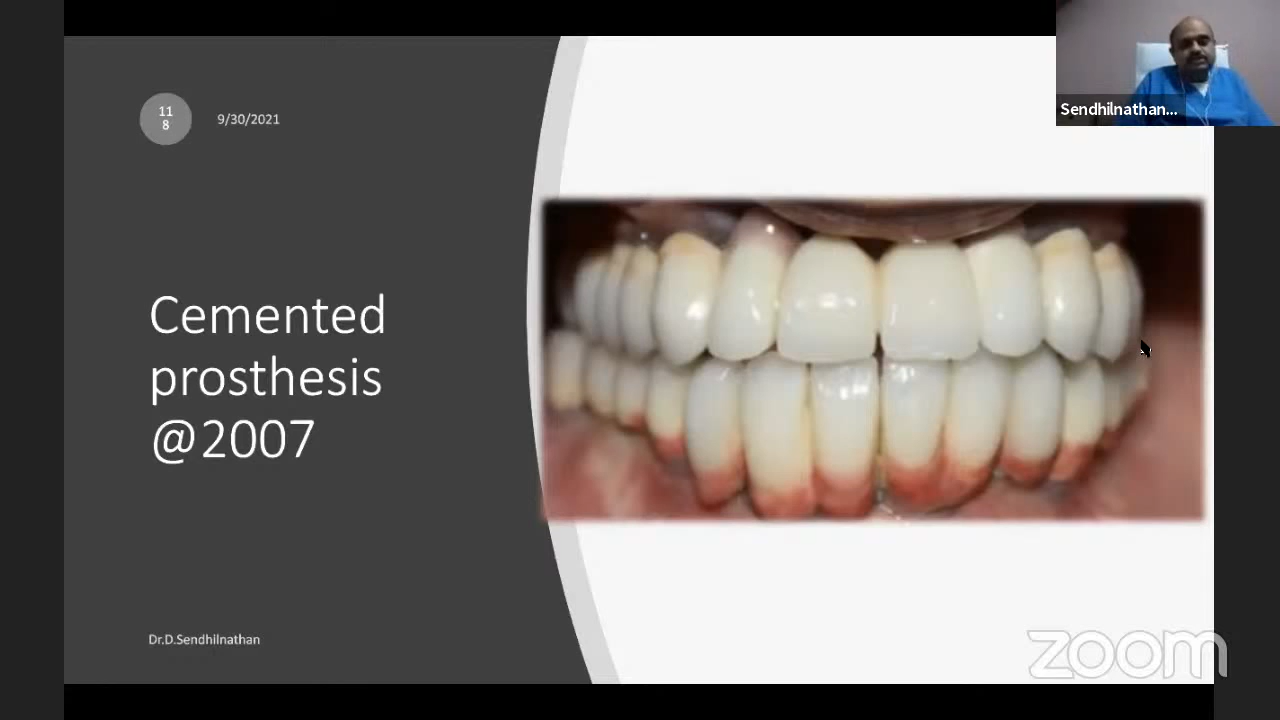 11
8
9/30/2021
Sendhilnathan...
Cemented
prosthesis
@2007
Dr.D.Sendhilnathan
zoom